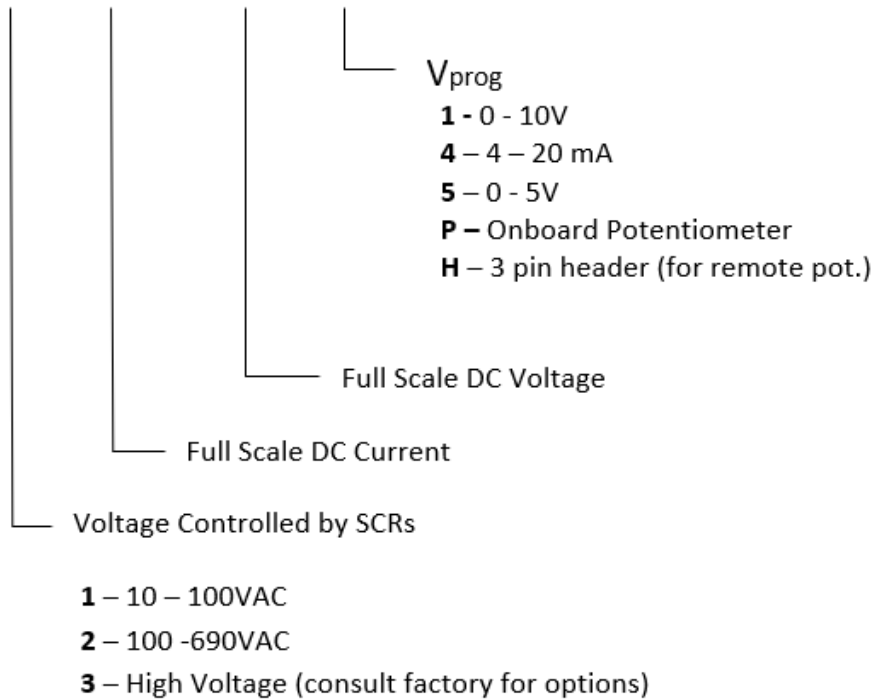 Vprog
1 - 0 - 10V
4 – 4 – 20 mA
5 – 0 - 5V
P – Onboard Potentiometer
H – 3 pin header (for remote pot.)
Full Scale DC Voltage
Full Scale DC Current
Voltage Controlled by SCRs
1 – 10 – 100VAC
2 – 100 -690VAC
3 – High Voltage (consult factory for options)